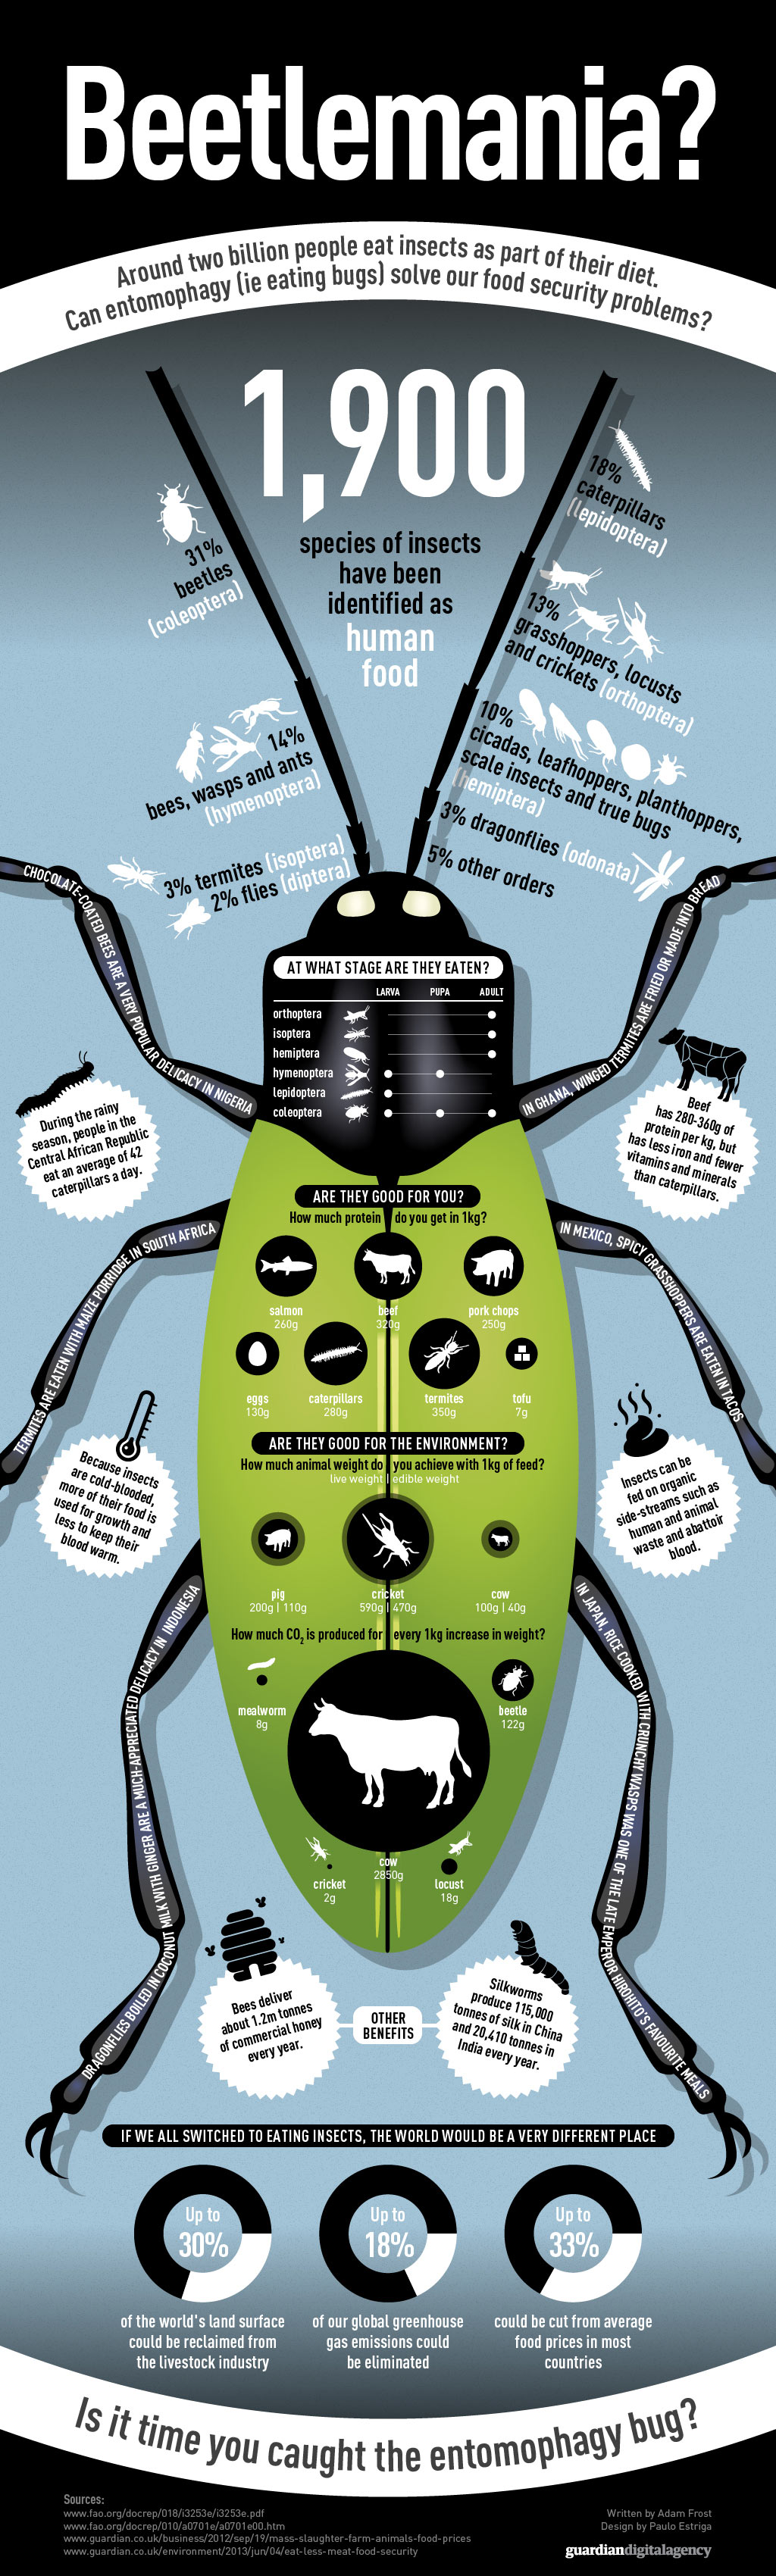 Beetlemania?
Around two billion people eat insects as part of their diet.
Can entomophagy (ie eating bugs) solve our food security problems?
1,900
species of insects
have been
identified as
human
food
31%
beetles
(coleoptera)
14%
bees, wasps and ants
(hymenoptera)
3% termites (isoptera)
2% flies (diptera)
18%
caterpillars
(lepidoptera)
13%
grasshoppers, locusts
and crickets (orthoptera)
10%
cicadas, leafhoppers, planthoppers,
scale insects and true bugs
(hemiptera)
3% dragonflies (odonata)
5% other orders
CHOCOLATE-COATED BEES ARE A VERY POPULAR DELICACY IN NIGERIA
IN GHANA, WINGED TERMITES ARE FRIED OR MADE INTO BREAD
AT WHAT STAGE ARE THEY EATEN?
LARVA PUPA ADULT
orthoptera
isoptera
hemiptera
hymenoptera
lepidoptera
coleoptera
During the rainy
season, people in the
Central African Republic
eat an average of 42
caterpillars a day.
Beef
has 280-360g of
protein per kg, but
has less iron and fewer
vitamins and minerals
than caterpillars.
ARE THEY GOOD FOR YOU?
How much protein do you get in 1kg?
salmon
260g
beef
320g
pork chops
250g
eggs
130g
caterpillars
280g
termites
350g
tofu
7g
TERMITES ARE EATEN WITH MAIZE PORRIDGE IN SOUTH AFRICA
IN MEXICO, SPICY GRASSHOPPERS ARE EATEN IN TACOS
ARE THEY GOOD FOR THE ENVIRONMENT?
How much animal weight do you achieve with 1kg of feed?
live weight | edible weight
Because insects
are cold-blooded,
more of their food is
used for growth and
less to keep their
blood warm.
Insects can be
fed on organic
side-streams such as
human and animal
waste and abattoir
blood.
pig
200g | 110g
cricket
590g | 470g
cow
100g | 40g
How much CO2 is produced for every 1kg increase in weight?
mealworm
8g
beetle
122g
cow
2850g
cricket
2g
locust
18g
DRAGONFLIES BOILED IN COCONUT MILK WITH GINGER ARE A MUCH-APPRECIATED DELICACY IN INDONESIA
IN JAPAN, RICE COOKED WITH CRUNCHY WASPS WAS ONE OF THE LATE EMPEROR HIROHITO'S FAVOURITE MEALS
Bees deliver
about 1.2m tonnes
of commercial honey
every year.
OTHER
BENEFITS
Silkworms
produce 115,000
tonnes of silk in China
and 20,410 tonnes in
India every year.
IF WE ALL SWITCHED TO EATING INSECTS, THE WORLD WOULD BE A VERY DIFFERENT PLACE
Up to
30%
of the world's land surface
could be reclaimed from
the livestock industry
Up to
18%
of our global greenhouse
gas emissions could
be eliminated
Up to
33%
could be cut from average
food prices in most
countries
Is it time you caught the entomophagy bug?
Sources:
www.fao.org/docrep/018/i3253e/i3253e.pdf
www.fao.org/docrep/010/a0701e/a0701e00.htm
www.guardian.co.uk/business/2012/sep/19/mass-slaughter-farm-animals-food-prices
www.guardian.co.uk/environment/2013/jun/04/eat-less-meat-food-security
Written by Adam Frost
Design by Paulo Estriga
guardiandigitalagency